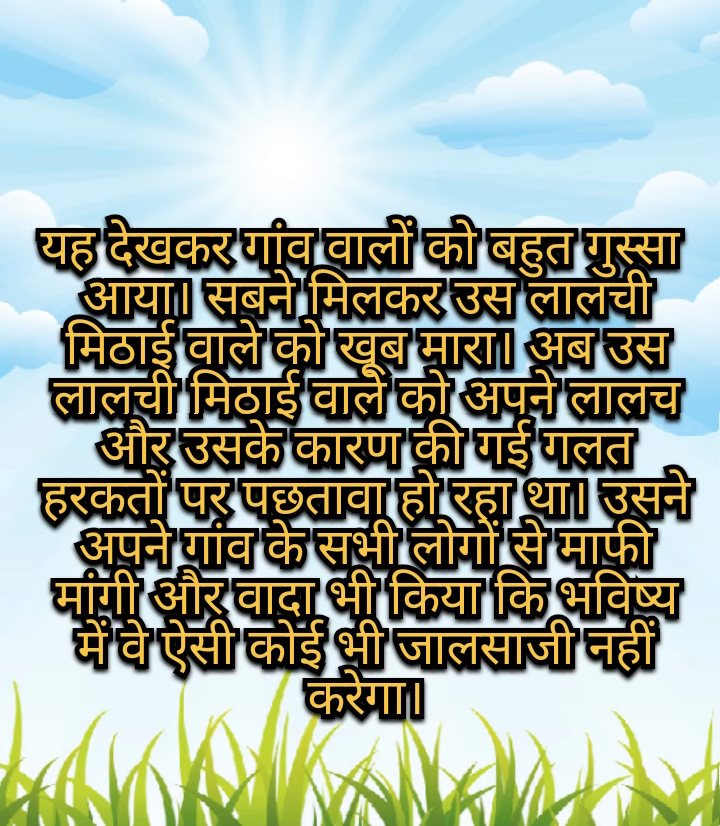 यह देखकर गांव वालों को बहुत गुस्सा
आया। सबने मिलकर उस लालची
मिठाई वाले को खूब मारा। अब उस
लालची मिठाई वाले को अपने लालच
और उसके कारण की गई गलत
हरकतों पर पछतावा हो रहा था। उसने
अपने गांव के सभी लोगों से माफी
मांगी और वादा भी किया कि भविष्य
में वे ऐसी कोई भी जालसाजी नहीं
करेगा।